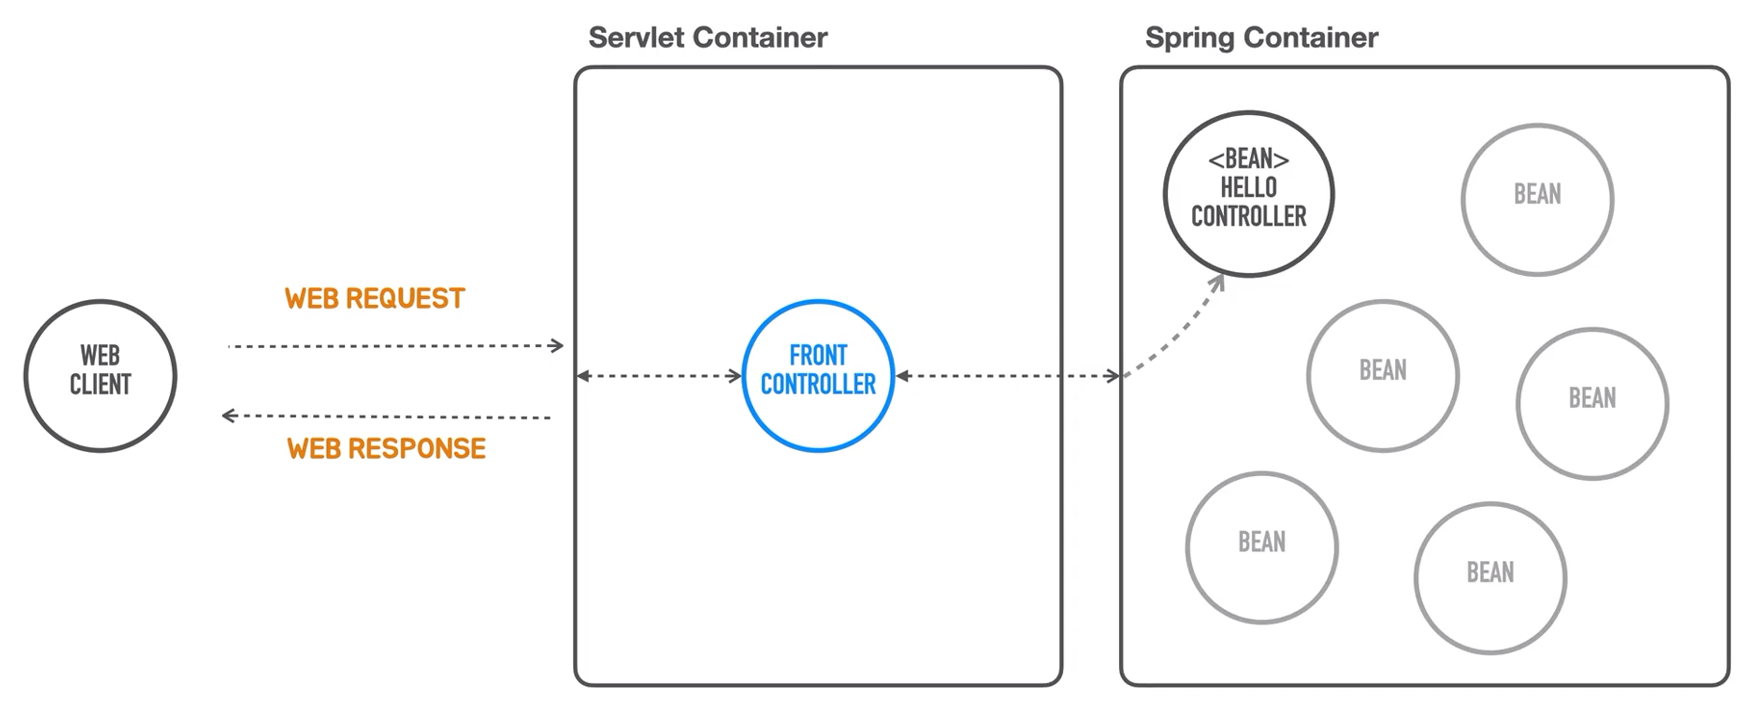 Servlet Container
Spring Container
<BEAN>
HELLO
CONTROLLER
BEAN
WEB REQUEST
WEB
CLIENT
FRONT
CONTROLLER
BEAN
BEAN
WEB RESPONSE
BEAN
BEAN